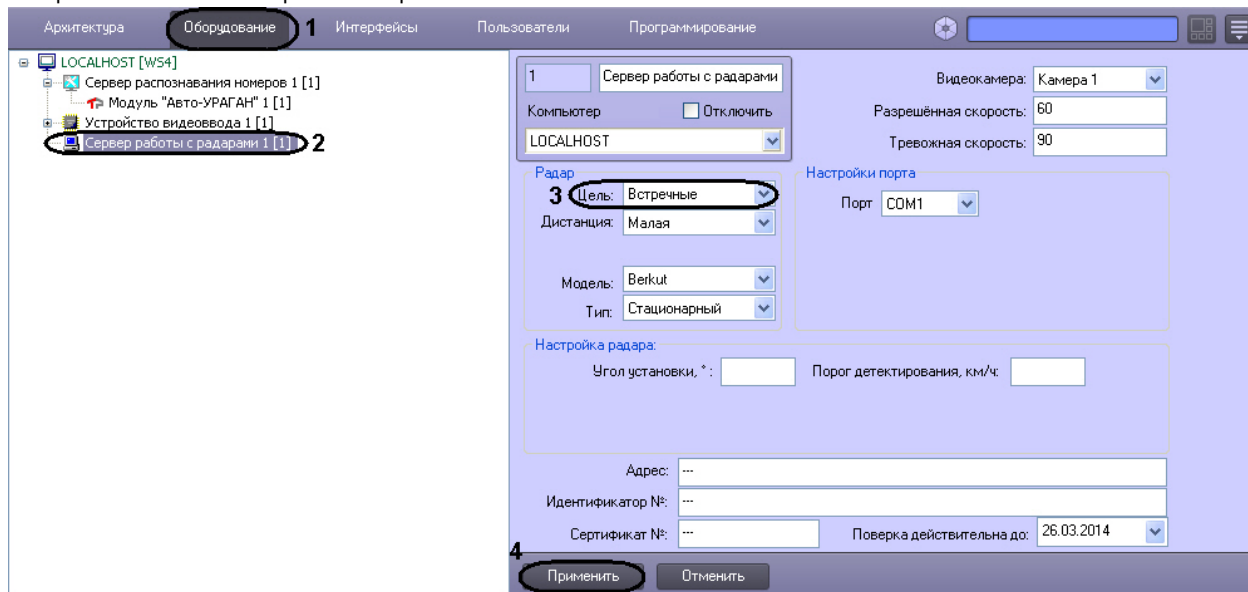 Архитектура Оборудование 1 Интерфейсы Пользователи Программирование
LOCALHOST [WS4]
Сервер распознавания номеров 1 [1]
Модуль "Авто-УРАГАН" 1 [1]
Устройство видеоввода 1 [1]
Сервер работы с радарами 1 [1] 2
1 Сервер работы с радарами
Компьютер Отключить
LOCALHOST
Видеокамера: Камера 1
Разрешённая скорость: 60
Тревожная скорость: 90
Радар
3 Цель: Встречные
Дистанция: Малая
Модель: Berkut
Тип: Стационарный
Настройки порта
Порт COM1
Настройка радара:
Угол установки, ° : Порог детектирования, км/ч:
Адрес: ---
Идентификатор №: ---
Сертификат №: --- Поверка действительна до: 26.03.2014
4
Применить Отменить